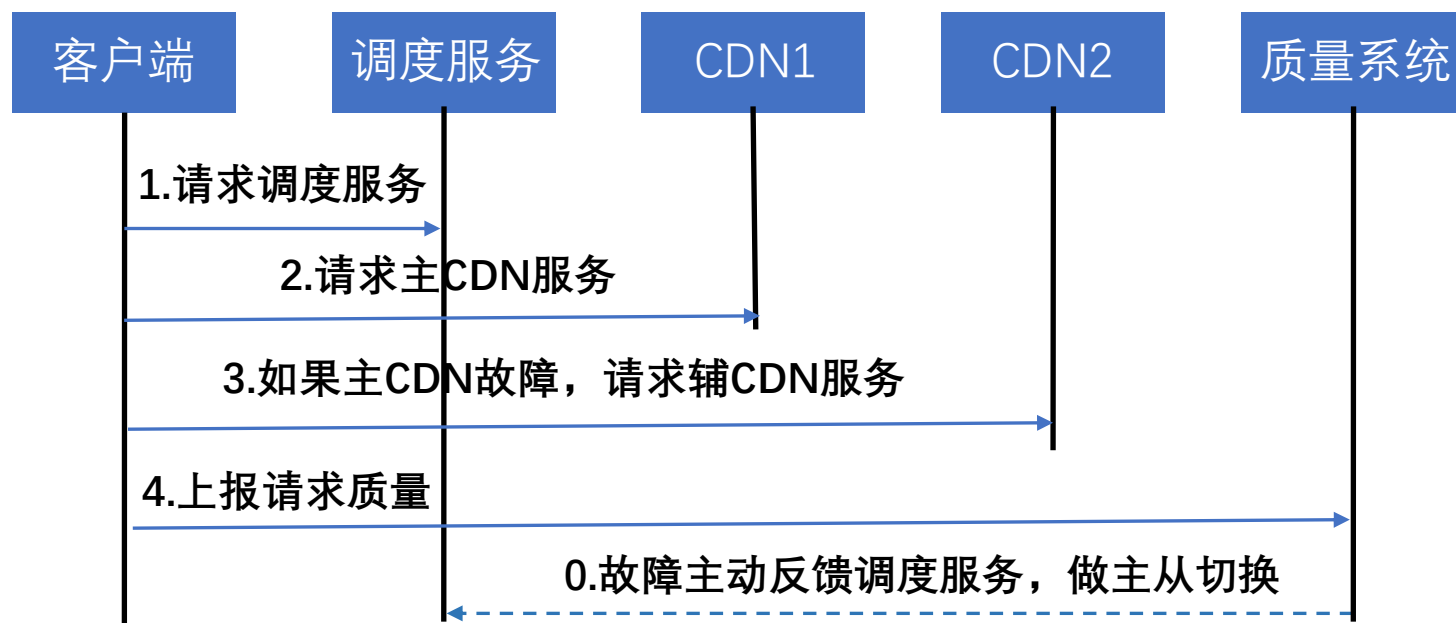 客户端
调度服务
CDN1
CDN2
质量系统
1.请求调度服务
2.请求主CDN服务
3.如果主CDN故障，请求辅CDN服务
4.上报请求质量
0.故障主动反馈调度服务，做主从切换